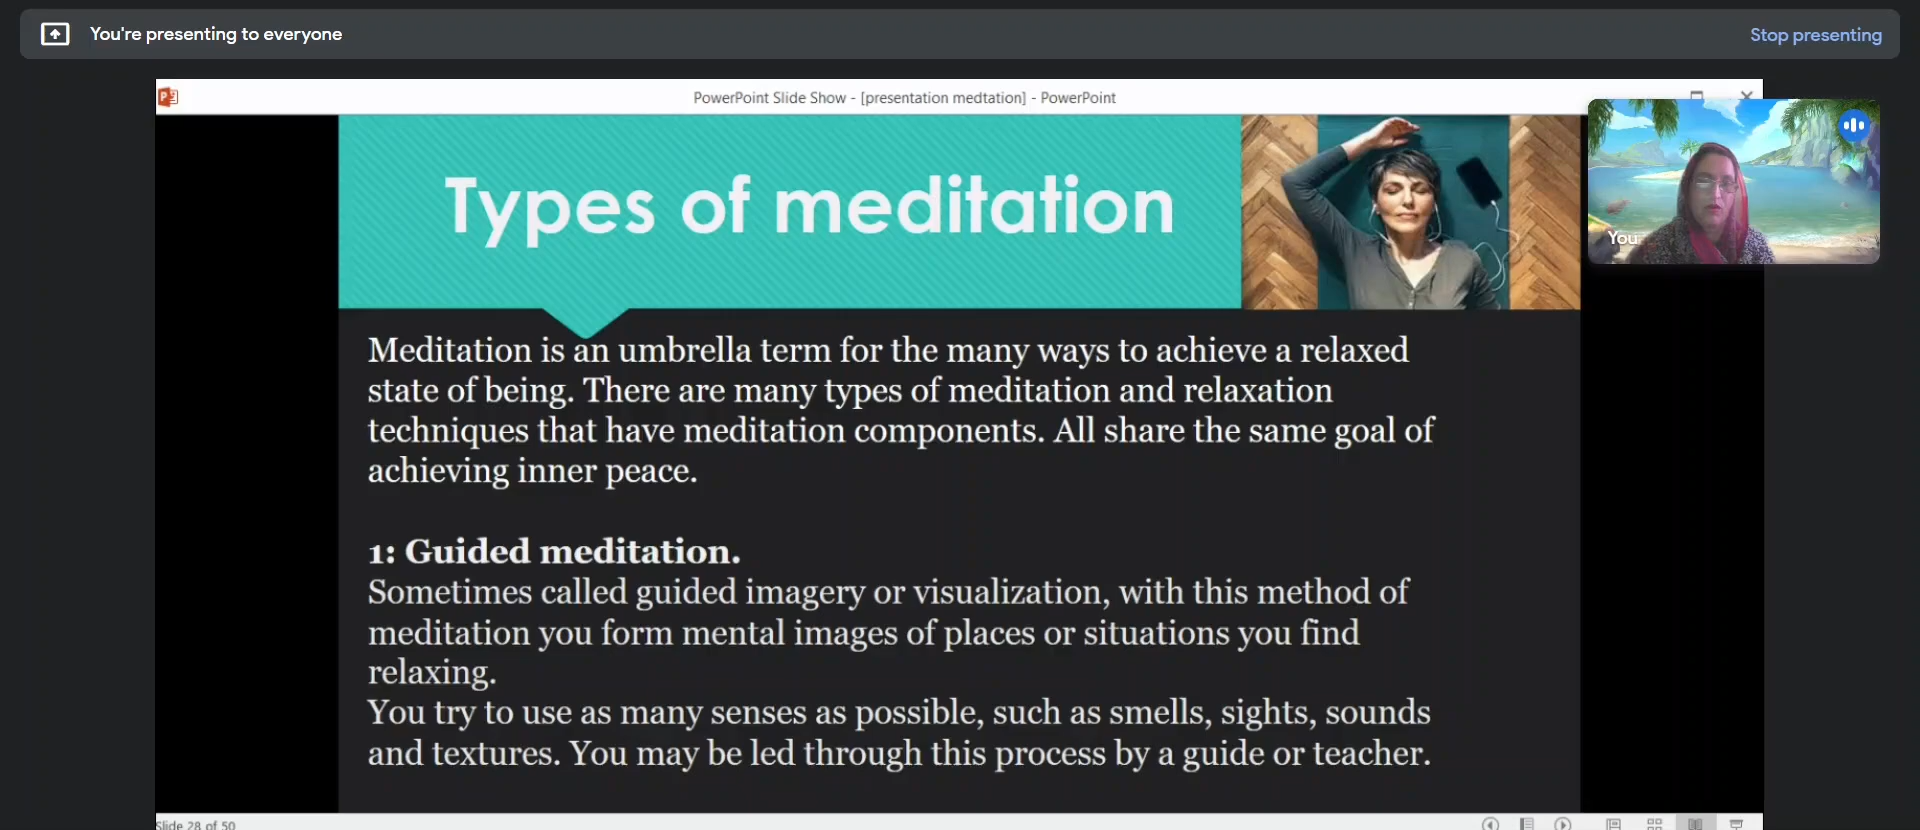 You're presenting to everyone
Stop presenting
PowerPoint Slide Show - [presentation medtation] - PowerPoint
Types of meditation
You
Meditation is an umbrella term for the many ways to achieve a relaxed
state of being. There are many types of meditation and relaxation
techniques that have meditation components. All share the same goal of
achieving inner peace.
1: Guided meditation.
Sometimes called guided imagery or visualization, with this method of
meditation you form mental images of places or situations you find
relaxing.
You try to use as many senses as possible, such as smells, sights, sounds
and textures. You may be led through this process by a guide or teacher.
Slide 28 of 50